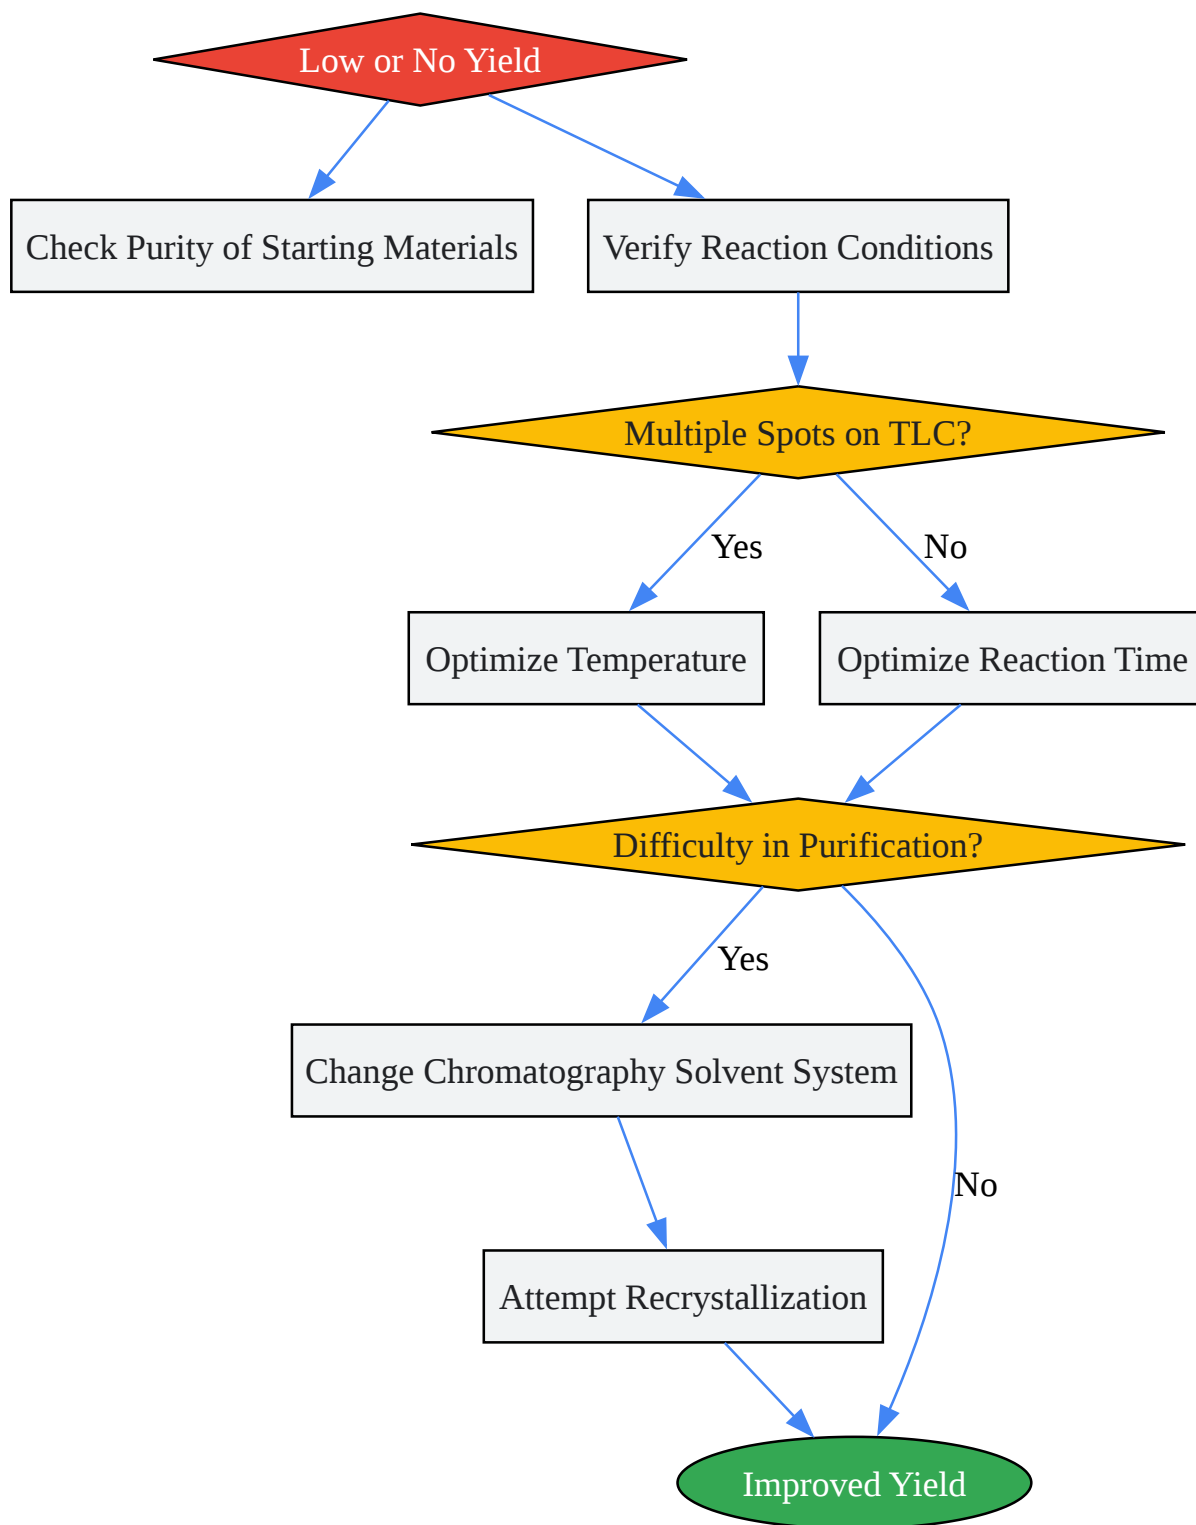 Low or No Yield
Check Purity of Starting Materials
Verify Reaction Conditions
Multiple Spots on TLC?
Yes
No
Optimize Temperature
Optimize Reaction Time
Difficulty in Purification?
Yes
Change Chromatography Solvent System
No
Attempt Recrystallization
Improved Yield